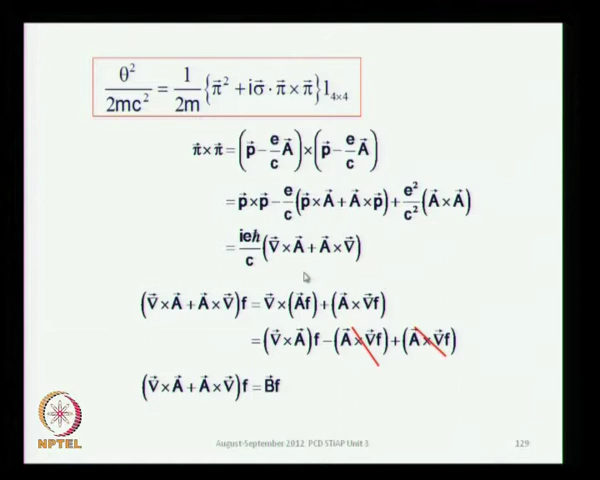 θ²/2mc² = 1/2m {π⃗² + iσ⃗ · π⃗ × π⃗} 1₄ₓ₄
π⃗ × π⃗ = (p⃗ − e/c A⃗) × (p⃗ − e/c A⃗)
= p⃗ × p⃗ − e/c (p⃗ × A⃗ + A⃗ × p⃗) + e²/c² (A⃗ × A⃗)
= ieℏ/c (∇⃗ × A⃗ + A⃗ × ∇⃗)
(∇⃗ × A⃗ + A⃗ × ∇⃗) f = ∇⃗ × (A⃗f) + (A⃗ × ∇⃗f)
= (∇⃗ × A⃗) f − (A⃗ × ∇⃗f) + (A⃗ × ∇⃗f)
(∇⃗ × A⃗ + A⃗ × ∇⃗) f = B⃗f
NPTEL
August-September 2012 PCD STiAP Unit 3
129